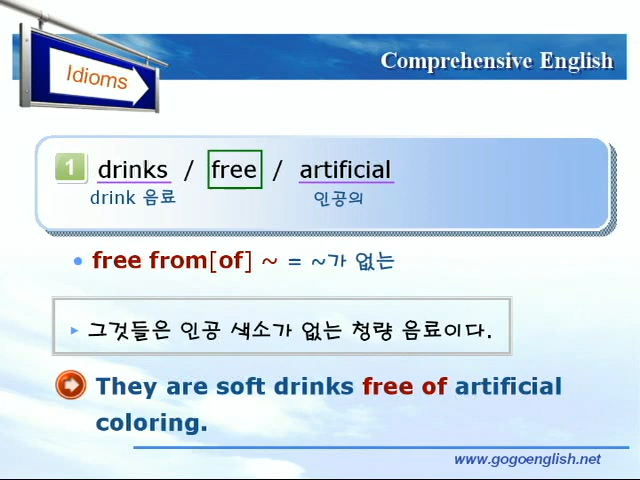 Idioms
Comprehensive English
1 drinks / free / artificial
drink 음료 인공의
• free from[of] ~ = ~가 없는
▸ 그것들은 인공 색소가 없는 청량 음료이다.
They are soft drinks free of artificial
coloring.
www.gogoenglish.net